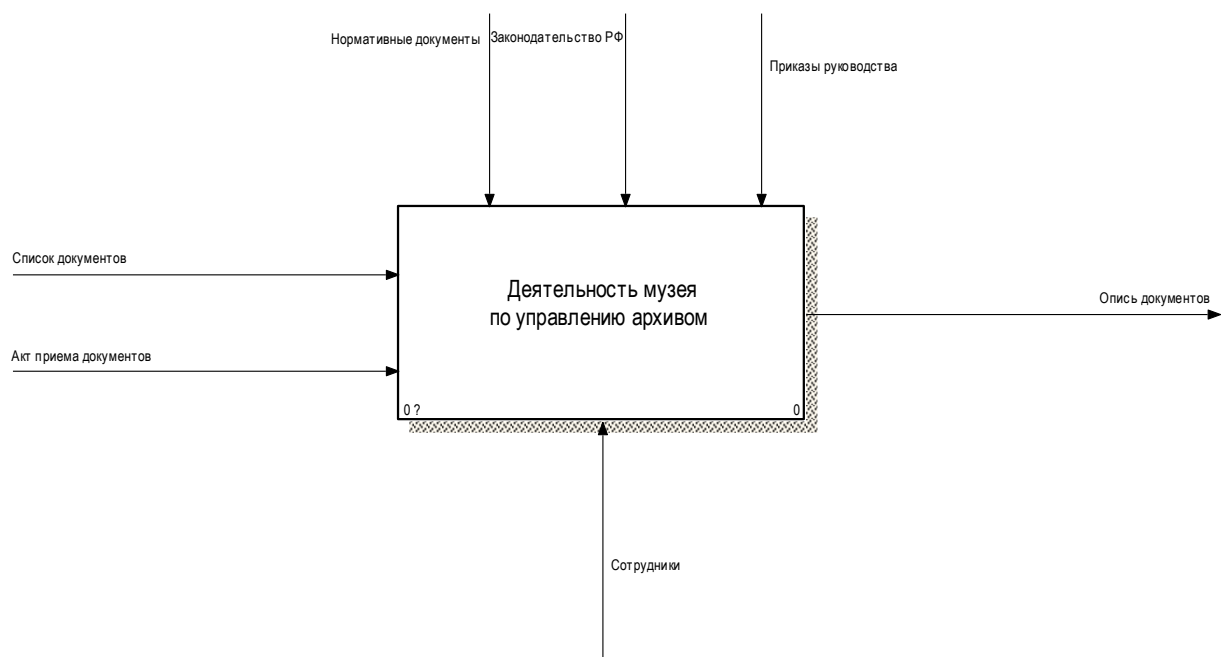 Нормативные документы
Законодательство РФ
Приказы руководства
Список документов
Деятельность музея
по управлению архивом
Опись документов
Акт приема документов
0 ?
0
Сотрудники